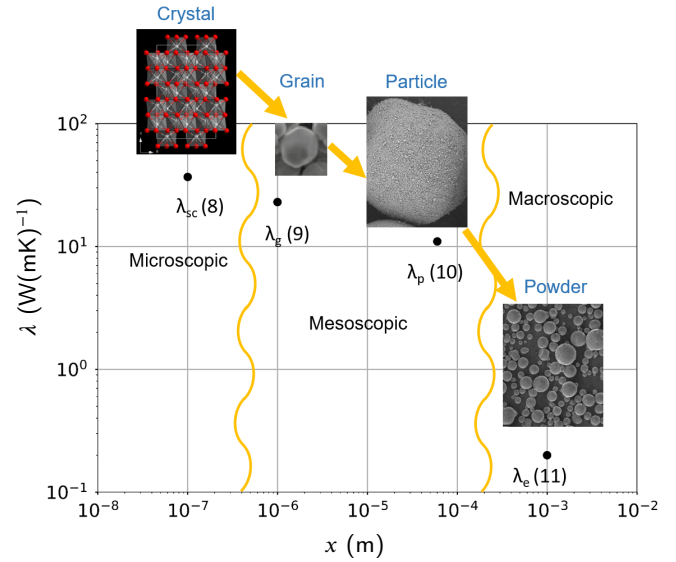 Crystal
Grain
Particle
10²
λsc (8)
λg (9)
Macroscopic
10¹
Microscopic
λp (10)
Powder
Mesoscopic
10⁰
λe (11)
10⁻¹
10⁻⁸ 10⁻⁷ 10⁻⁶ 10⁻⁵ 10⁻⁴ 10⁻³ 10⁻²
x (m)
λ (W(mK)⁻¹)